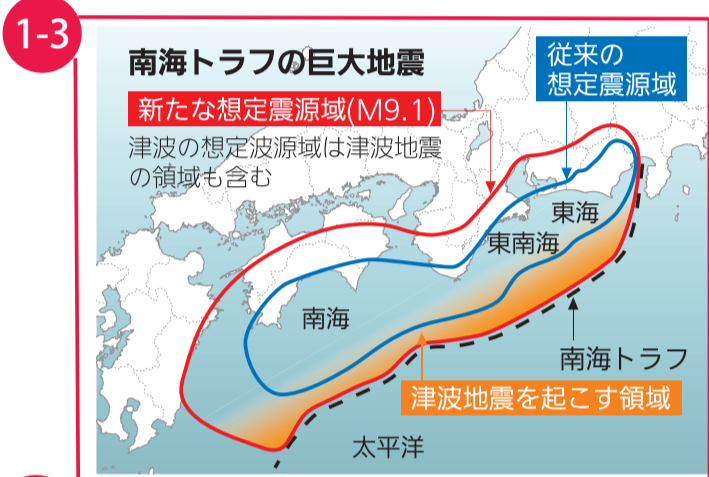 1-3
南海トラフの巨大地震
新たな想定震源域(M9.1)
津波の想定波源域は津波地震
の領域も含む
従来の
想定震源域
東海
東南海
南海
南海トラフ
津波地震を起こす領域
太平洋